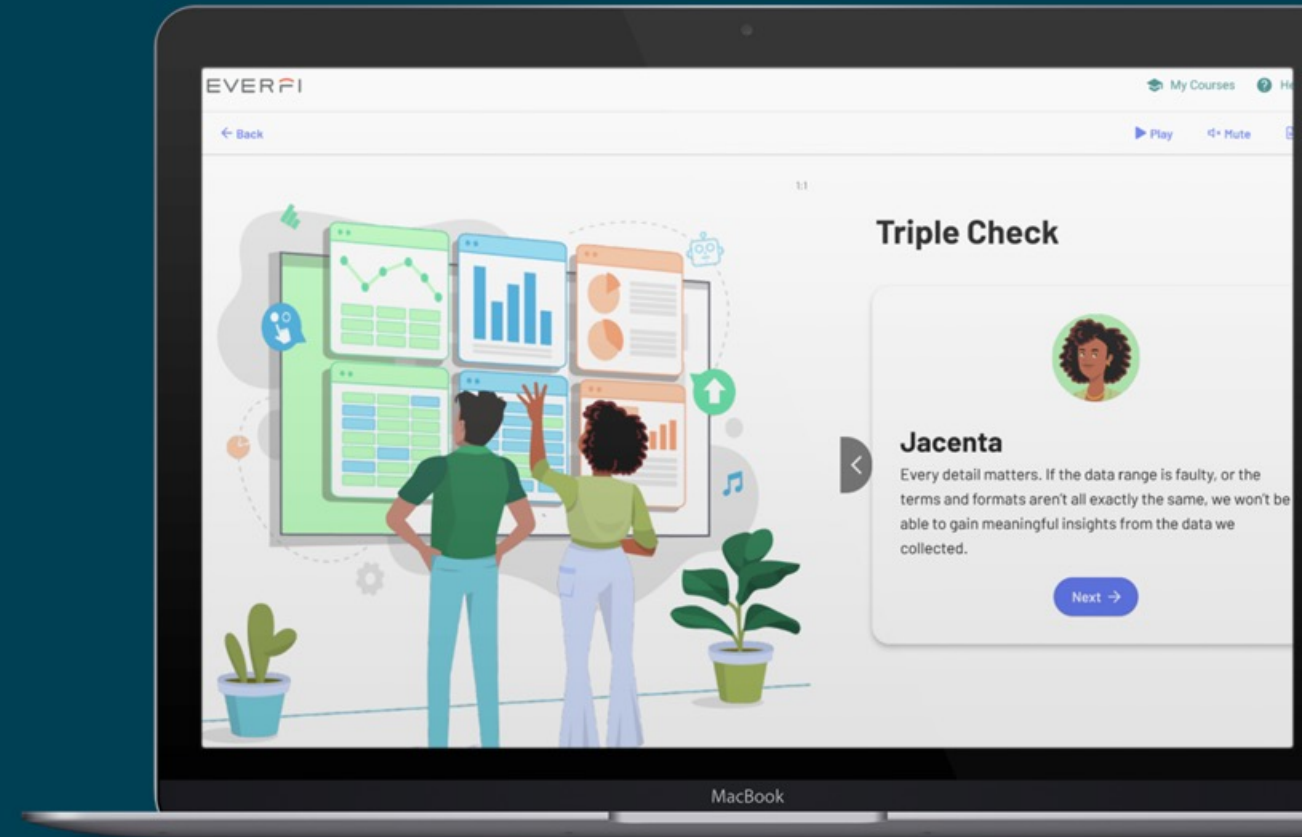 EVERFI
My Courses
Back
Play
Mute
1:1
Triple Check
Jacenta
Every detail matters. If the data range is faulty, or the
terms and formats aren't all exactly the same, we won't be
able to gain meaningful insights from the data we
collected.
Next
MacBook